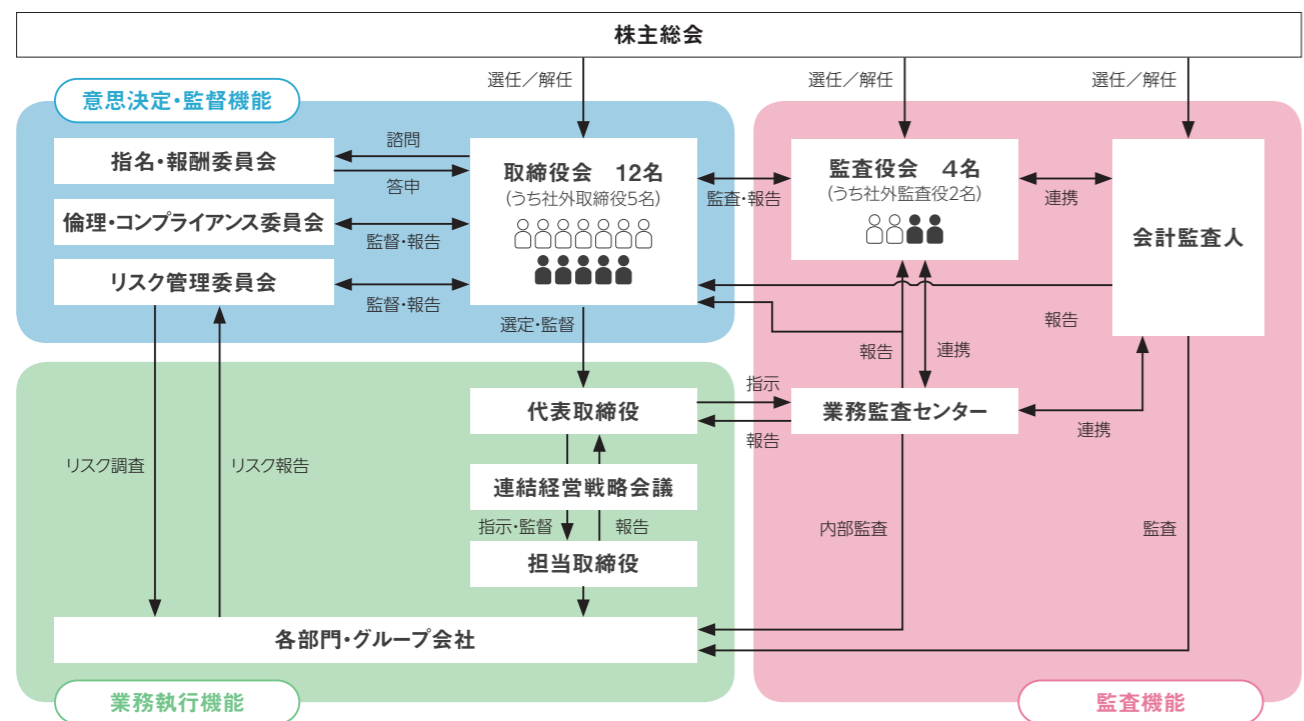 株主総会
選任／解任
選任／解任
選任／解任
意思決定・監督機能
指名・報酬委員会
諮問
答申
取締役会　12名
(うち社外取締役5名)
監査・報告
監査役会　4名
(うち社外監査役2名)
連携
会計監査人
倫理・コンプライアンス委員会
監督・報告
リスク管理委員会
監督・報告
選定・監督
報告
連携
報告
代表取締役
指示
報告
業務監査センター
連携
リスク調査
リスク報告
連結経営戦略会議
指示・監督
報告
内部監査
監査
担当取締役
各部門・グループ会社
業務執行機能
監査機能